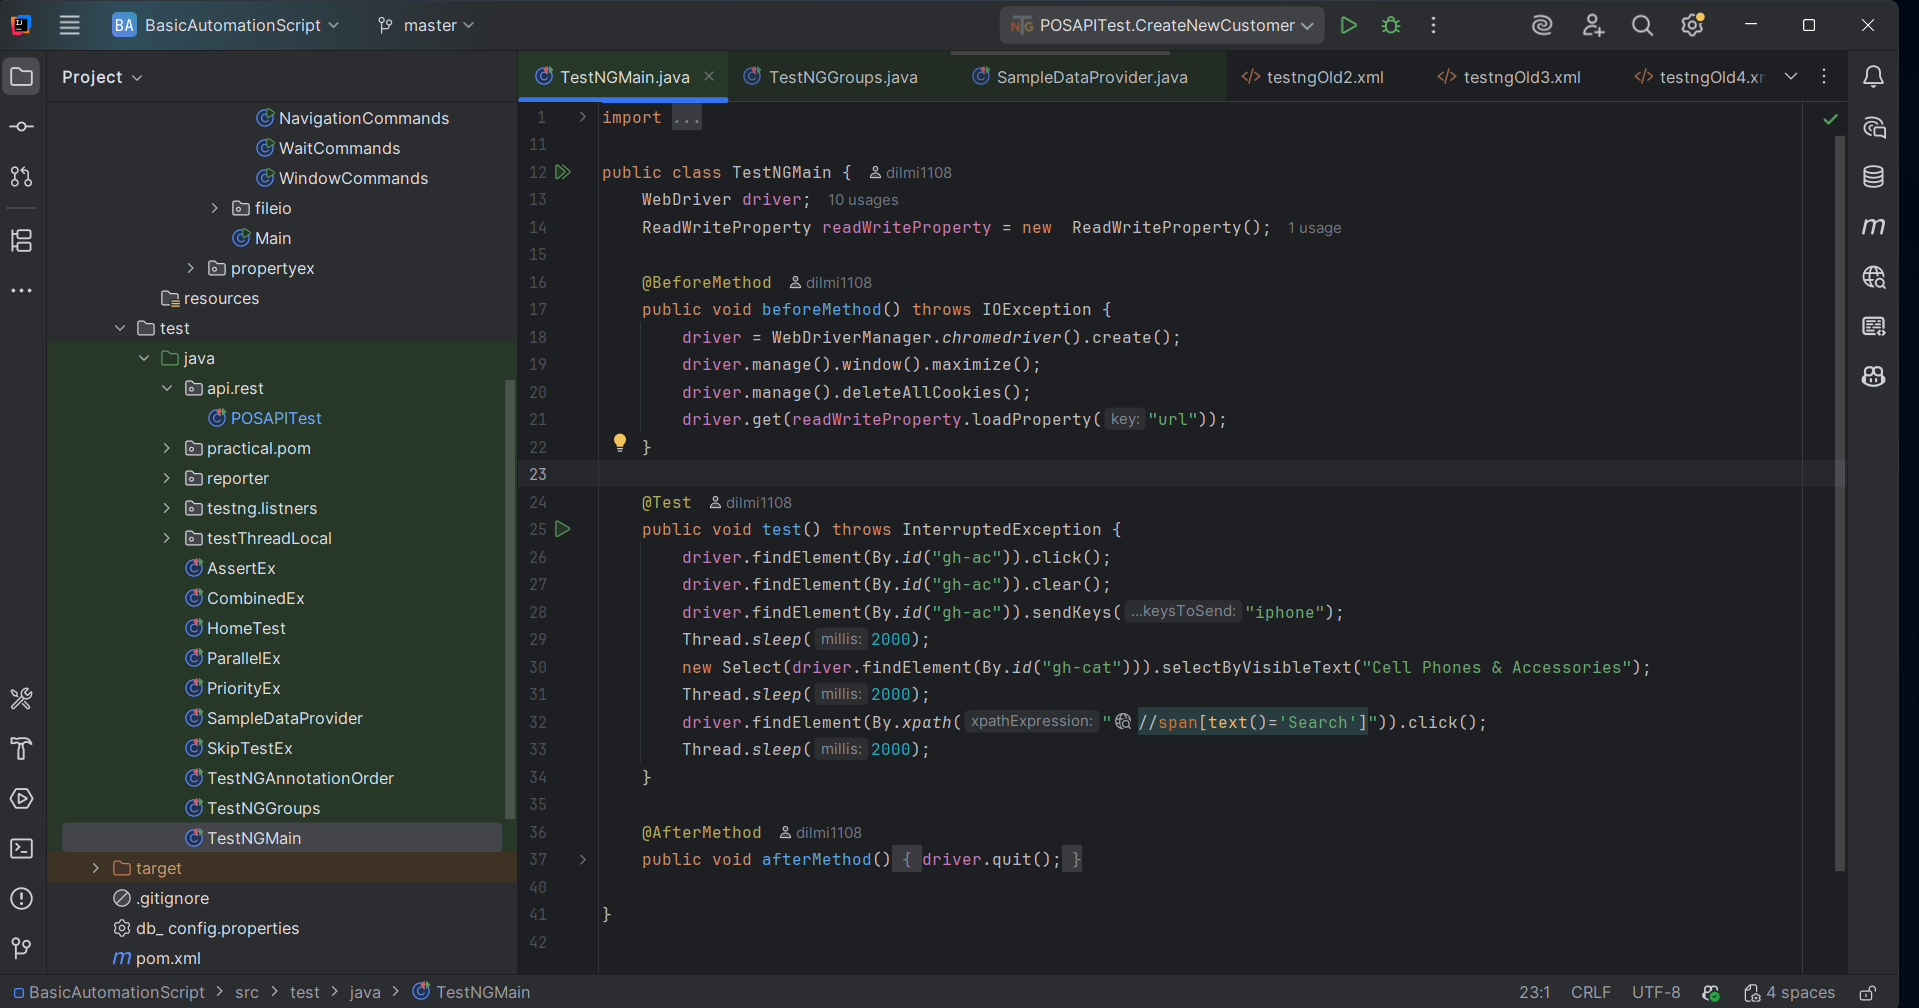 BA BasicAutomationScript master POSAPITest.CreateNewCustomer
Project
TestNGMain.java TestNGGroups.java SampleDataProvider.java testngOld2.xml testngOld3.xml testngOld4.xm
NavigationCommands
WaitCommands
WindowCommands
fileio
Main
propertyex
resources
test
java
api.rest
POSAPITest
practical.pom
reporter
testng.listners
testThreadLocal
AssertEx
CombinedEx
HomeTest
ParallelEx
PriorityEx
SampleDataProvider
SkipTestEx
TestNGAnnotationOrder
TestNGGroups
TestNGMain
target
.gitignore
db_ config.properties
m pom.xml
1 import ...
11
12 public class TestNGMain { dilmi1108
13 WebDriver driver; 10 usages
14 ReadWriteProperty readWriteProperty = new  ReadWriteProperty(); 1 usage
15
16 @BeforeMethod dilmi1108
17 public void beforeMethod() throws IOException {
18 driver = WebDriverManager.chromedriver().create();
19 driver.manage().window().maximize();
20 driver.manage().deleteAllCookies();
21 driver.get(readWriteProperty.loadProperty( key: "url"));
22 }
23
24 @Test dilmi1108
25 public void test() throws InterruptedException {
26 driver.findElement(By.id("gh-ac")).click();
27 driver.findElement(By.id("gh-ac")).clear();
28 driver.findElement(By.id("gh-ac")).sendKeys( ...keysToSend: "iphone");
29 Thread.sleep( millis: 2000);
30 new Select(driver.findElement(By.id("gh-cat"))).selectByVisibleText("Cell Phones & Accessories");
31 Thread.sleep( millis: 2000);
32 driver.findElement(By.xpath( xpathExpression: "//span[text()='Search']")).click();
33 Thread.sleep( millis: 2000);
34 }
35
36 @AfterMethod dilmi1108
37 public void afterMethod() { driver.quit(); }
40
41 }
42
m
BasicAutomationScript > src > test > java > TestNGMain 23:1 CRLF UTF-8 4 spaces